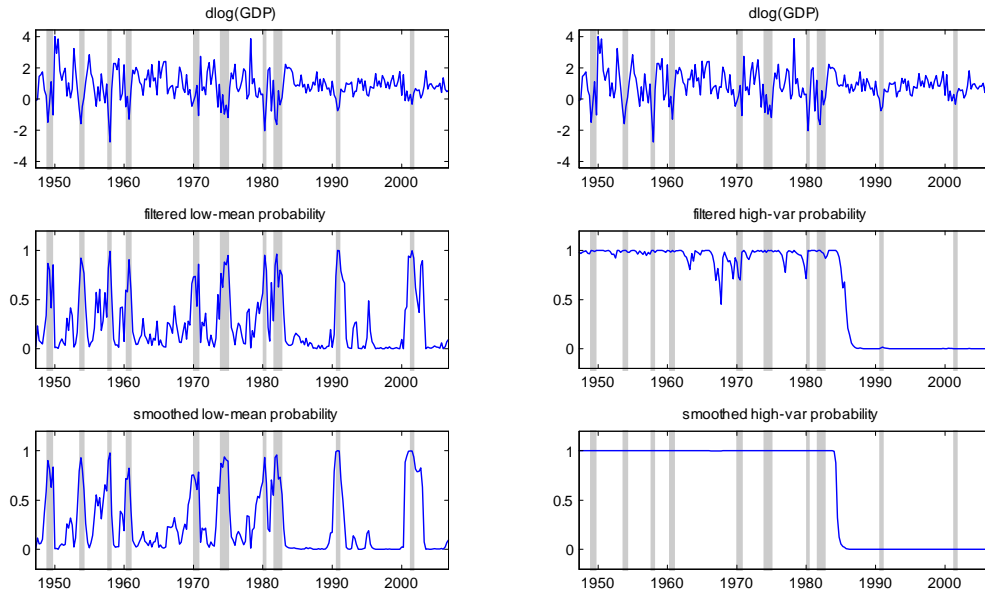 dlog(GDP)
4
2
0
-2
-4
1950 1960 1970 1980 1990 2000
dlog(GDP)
4
2
0
-2
-4
1950 1960 1970 1980 1990 2000
filtered low-mean probability
1
0.5
0
1950 1960 1970 1980 1990 2000
filtered high-var probability
1
0.5
0
1950 1960 1970 1980 1990 2000
smoothed low-mean probability
1
0.5
0
1950 1960 1970 1980 1990 2000
smoothed high-var probability
1
0.5
0
1950 1960 1970 1980 1990 2000